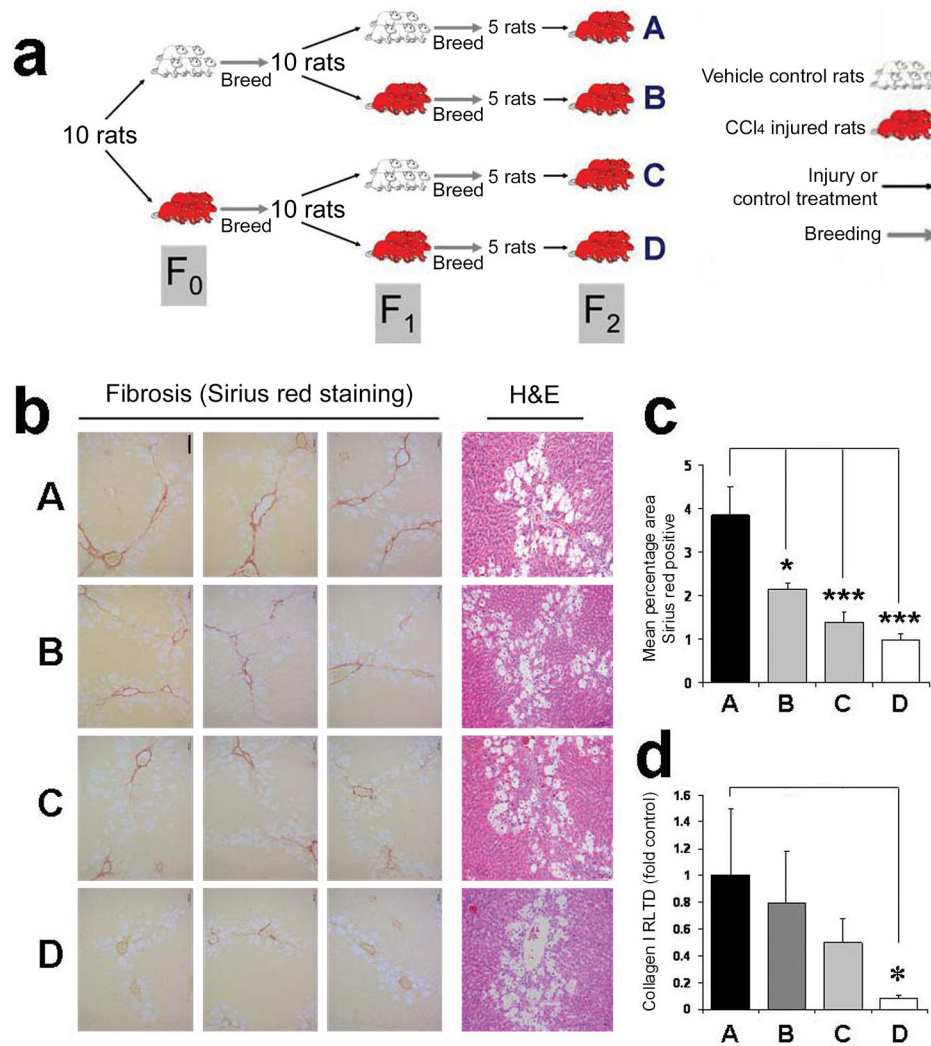 a
10 rats
Breed
10 rats
Breed
5 rats
A
Breed
5 rats
B
Breed
10 rats
Breed
5 rats
C
Breed
5 rats
D
F0
F1
F2
Vehicle control rats
CCl4 injured rats
Injury or
control treatment
Breeding
b
Fibrosis (Sirius red staining)
H&E
A
B
C
D
c
Mean percentage area
Sirius red positive
5
4
3
2
1
0
*
***
***
A B C D
d
Collagen I RLTD (fold control)
1.6
1.4
1.2
1
0.8
0.6
0.4
0.2
0
*
A B C D